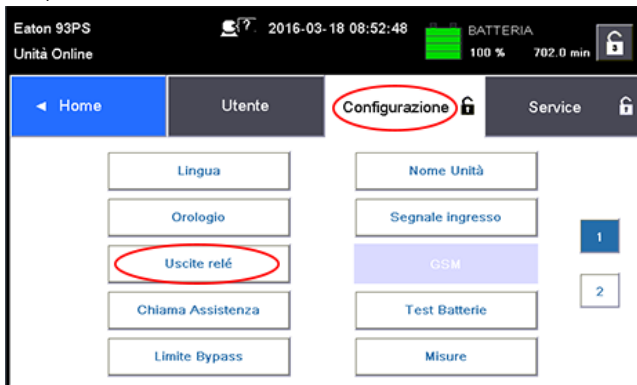 Eaton 93PS
2016-03-18 08:52:48
BATTERIA
Unità Online
100 % 702.0 min
3
◄ Home
Utente
Configurazione
Service
Lingua
Nome Unità
Orologio
Segnale ingresso
1
Uscite relé
GSM
2
Chiama Assistenza
Test Batterie
Limite Bypass
Misure